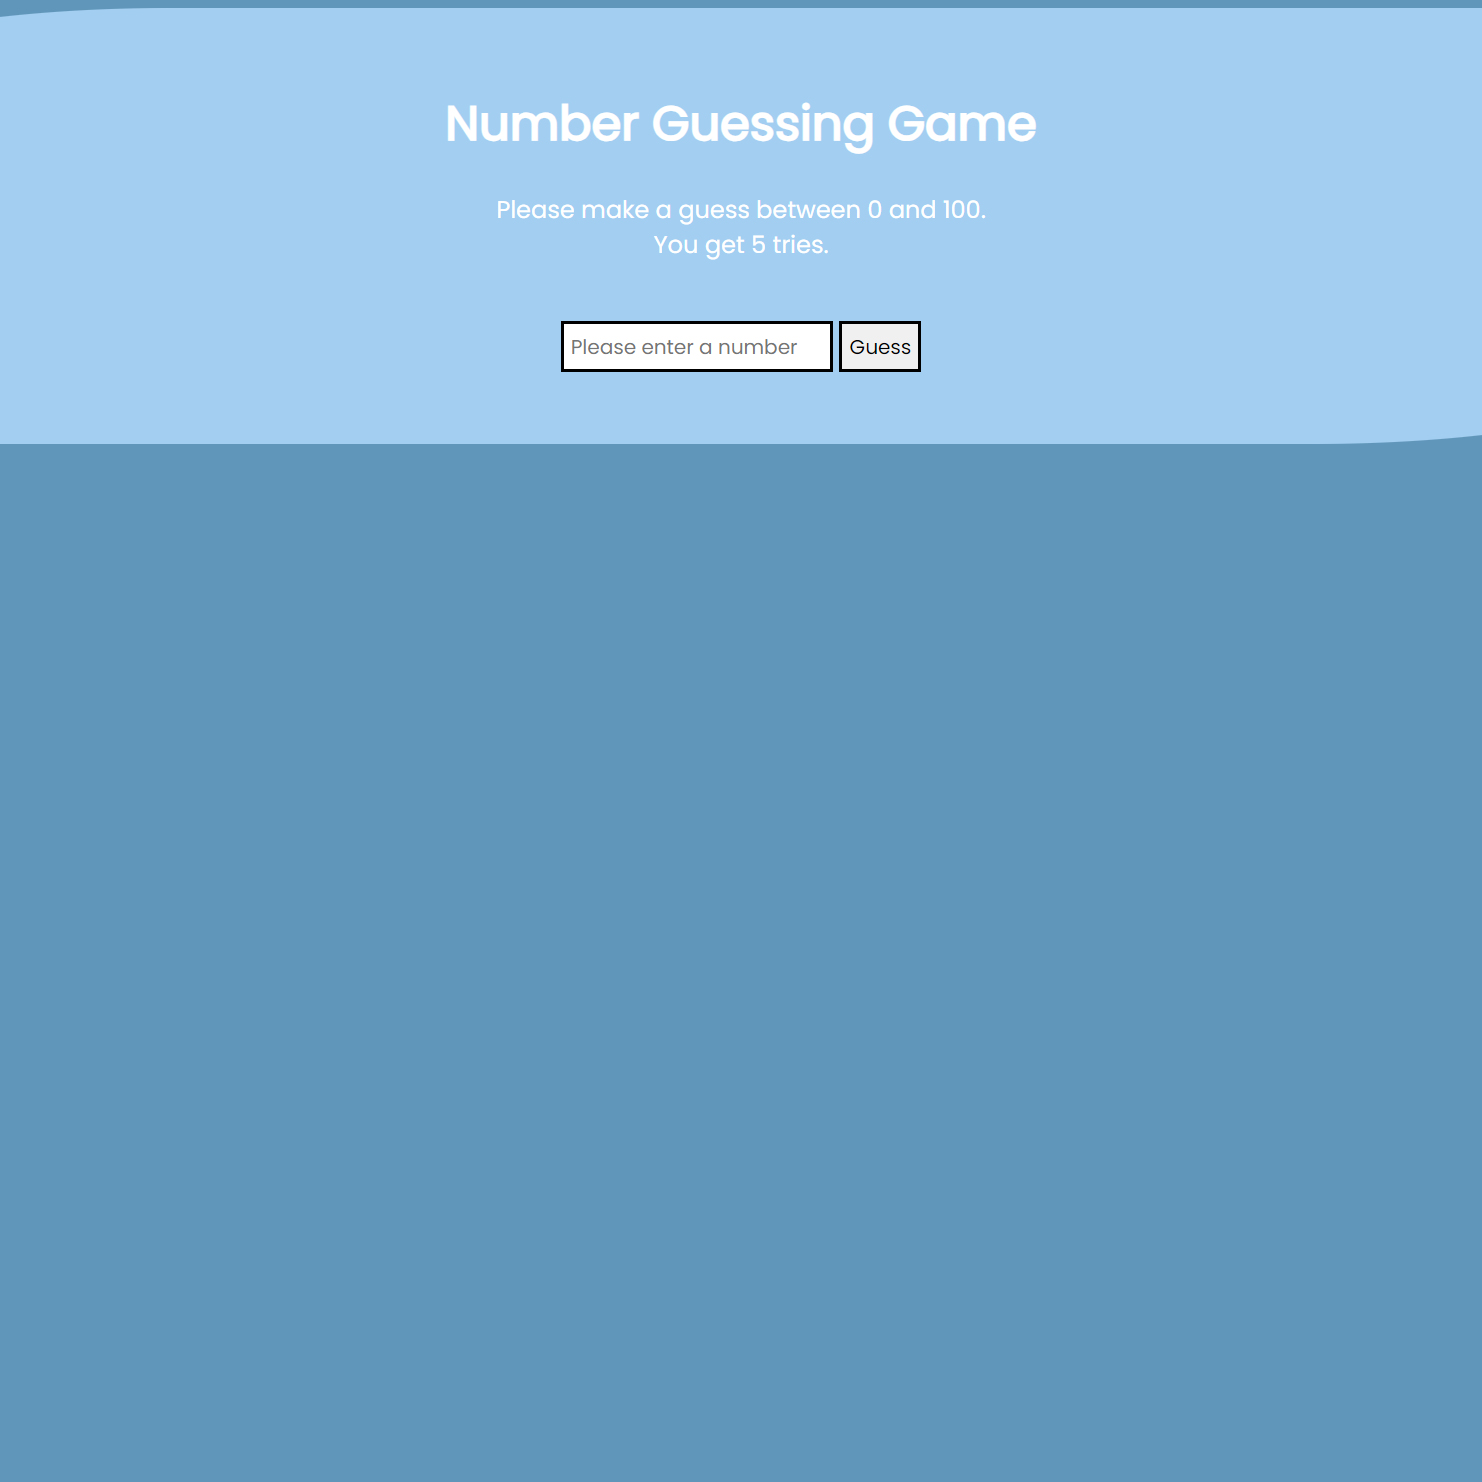 Number Guessing Game
Please make a guess between 0 and 100.
You get 5 tries.
Please enter a number
Guess